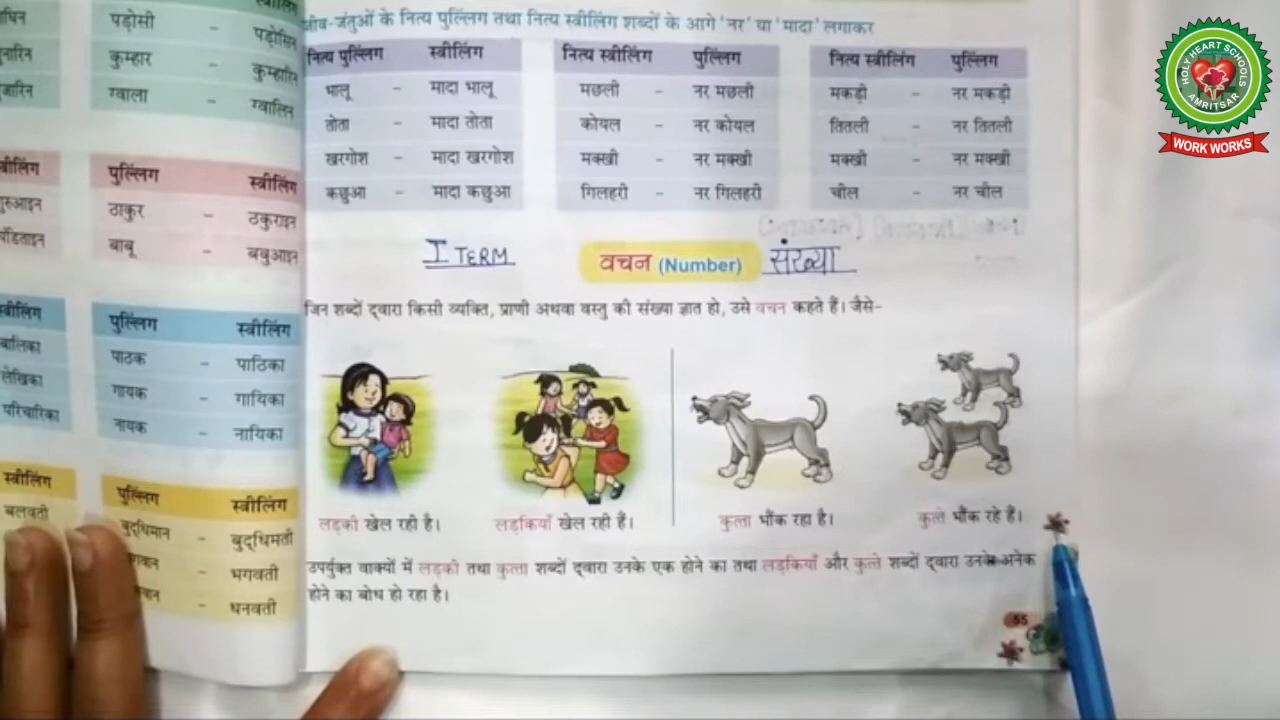 स्त्रीलिंग
पड़ोसी - पड़ोसिन
कुम्हार - कुम्हारिन
ग्वाला - ग्वालिन
पुल्लिंग स्त्रीलिंग
ठाकुर - ठकुराइन
बाबू - बबुआइन
स्त्रीलिंग पुल्लिंग स्त्रीलिंग
बालिका पाठक - पाठिका
लेखिका गायक - गायिका
परिचारिका नायक - नायिका
स्त्रीलिंग पुल्लिंग स्त्रीलिंग
बलवती बुद्धिमान - बुद्धिमती
- भगवती
- धनवती
जीव-जंतुओं के नित्य पुल्लिंग तथा नित्य स्त्रीलिंग शब्दों के आगे 'नर' या 'मादा' लगाकर
नित्य पुल्लिंग स्त्रीलिंग
भालू - मादा भालू
तोता - मादा तोता
खरगोश - मादा खरगोश
कछुआ - मादा कछुआ
नित्य स्त्रीलिंग पुल्लिंग
मछली - नर मछली
कोयल - नर कोयल
मक्खी - नर मक्खी
गिलहरी - नर गिलहरी
नित्य स्त्रीलिंग पुल्लिंग
मकड़ी - नर मकड़ी
तितली - नर तितली
मक्खी - नर मक्खी
चील - नर चील
I TERM वचन (Number) संख्या
जिन शब्दों द्वारा किसी व्यक्ति, प्राणी अथवा वस्तु की संख्या ज्ञात हो, उसे वचन कहते हैं। जैसे-
लड़की खेल रही है। लड़कियाँ खेल रही हैं। कुत्ता भौंक रहा है। कुत्ते भौंक रहे हैं।
उपर्युक्त वाक्यों में लड़की तथा कुत्ता शब्दों द्वारा उनके एक होने का तथा लड़कियाँ और कुत्ते शब्दों द्वारा उनके अनेक
होने का बोध हो रहा है।
55
HOLY HEART SCHOOLS
AMRITSAR
WORK WORKS